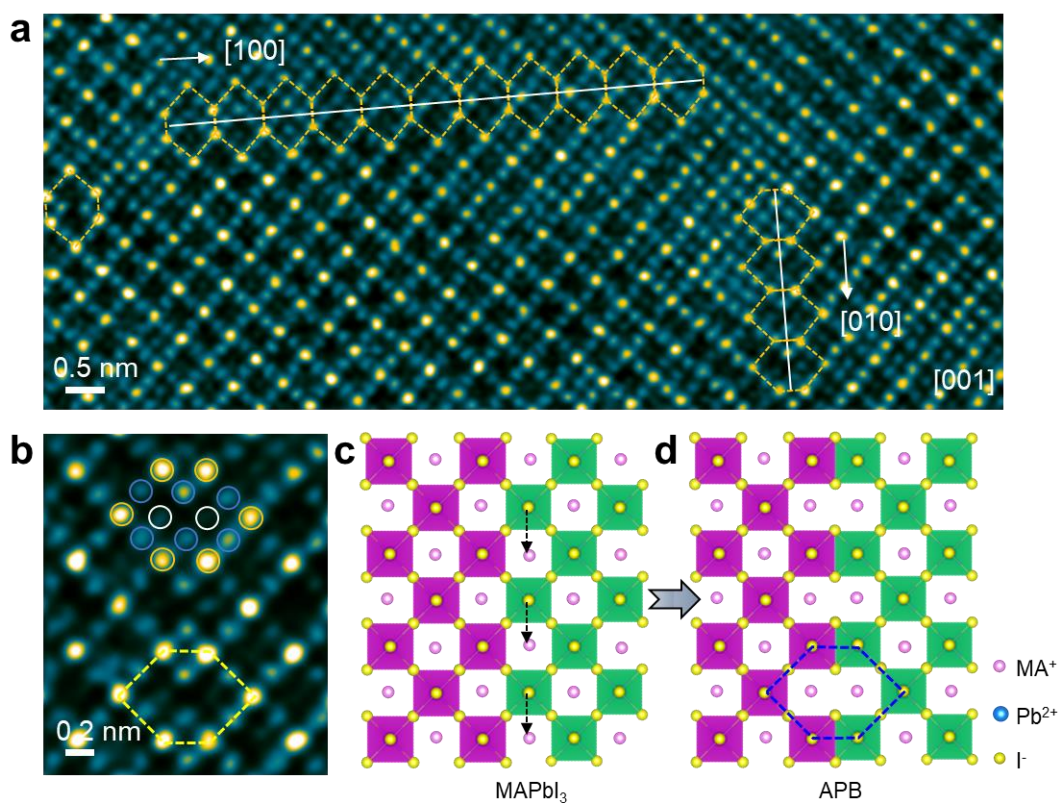 a
[100]
[010]
0.5 nm
[001]
b
c
d
0.2 nm
MA⁺
Pb²⁺
I⁻
MAPbI₃
APB